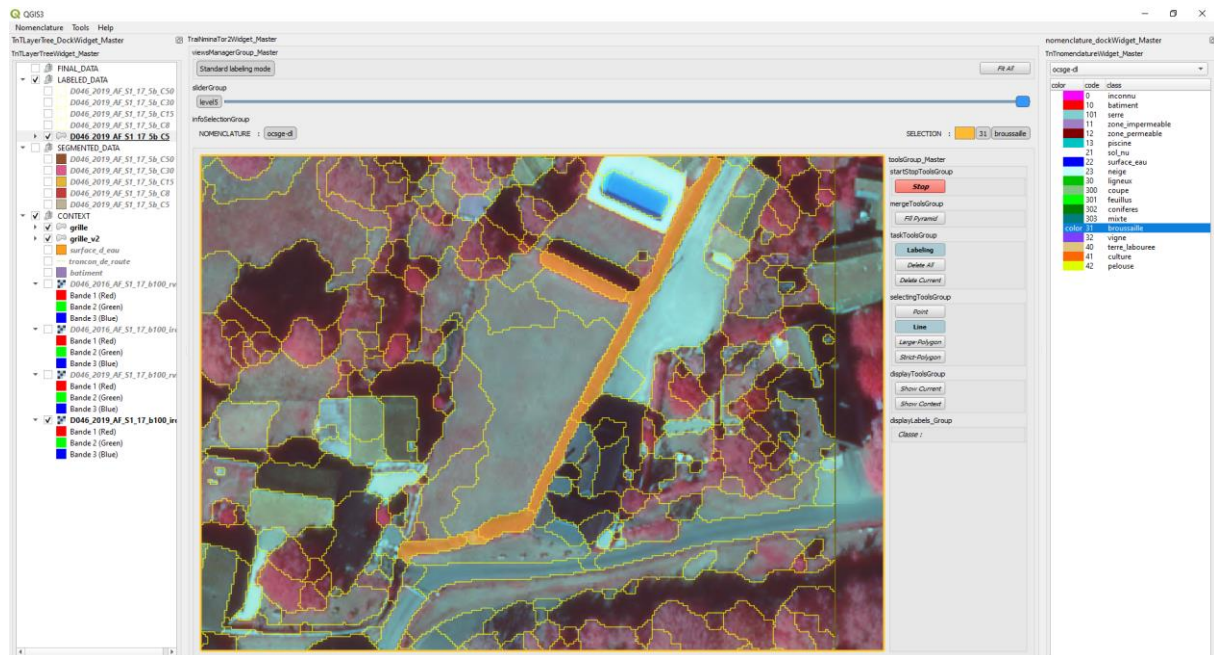 QGIS3
Nomenclature Tools Help
TnTLayerTree_DockWidget_Master
TnTLayerTreeWidget_Master
FINAL_DATA
LABELED_DATA
D046_2019_AF_S1_17_5b_C50
D046_2019_AF_S1_17_5b_C30
D046_2019_AF_S1_17_5b_C15
D046_2019_AF_S1_17_5b_C8
D046_2019_AF_S1_17_5b_C5
SEGMENTED_DATA
D046_2019_AF_S1_17_5b_C50
D046_2019_AF_S1_17_5b_C30
D046_2019_AF_S1_17_5b_C15
D046_2019_AF_S1_17_5b_C8
D046_2019_AF_S1_17_5b_C5
CONTEXT
grille
grille_v2
surface_d_eau
troncon_de_route
batiment
D046_2016_AF_S1_17_b100_rv
Bande 1 (Red)
Bande 2 (Green)
Bande 3 (Blue)
D046_2016_AF_S1_17_b100_irc
Bande 1 (Red)
Bande 2 (Green)
Bande 3 (Blue)
D046_2019_AF_S1_17_b100_rv
Bande 1 (Red)
Bande 2 (Green)
Bande 3 (Blue)
D046_2019_AF_S1_17_b100_irc
Bande 1 (Red)
Bande 2 (Green)
Bande 3 (Blue)
TraiNminaTor2Widget_Master
viewsManagerGroup_Master
Standard labeling mode
Fit All
sliderGroup
level5
infoSelectionGroup
NOMENCLATURE : ocsge-dl
SELECTION : 31 broussaille
toolsGroup_Master
startStopToolsGroup
Stop
mergeToolsGroup
Fill Pyramid
taskToolsGroup
Labeling
Delete All
Delete Current
selectingToolsGroup
Point
Line
Large-Polygon
Strict-Polygon
displayToolsGroup
Show Current
Show Context
displayLabels_Group
Classe :
nomenclature_dockWidget_Master
TnTnomenclatureWidget_Master
ocsge-dl
color code class
0 inconnu
10 batiment
101 serre
11 zone_impermeable
12 zone_permeable
13 piscine
21 sol_nu
22 surface_eau
23 neige
30 ligneux
300 coupe
301 feuillus
302 coniferes
303 mixte
color 31 broussaille
32 vigne
40 terre_labouree
41 culture
42 pelouse